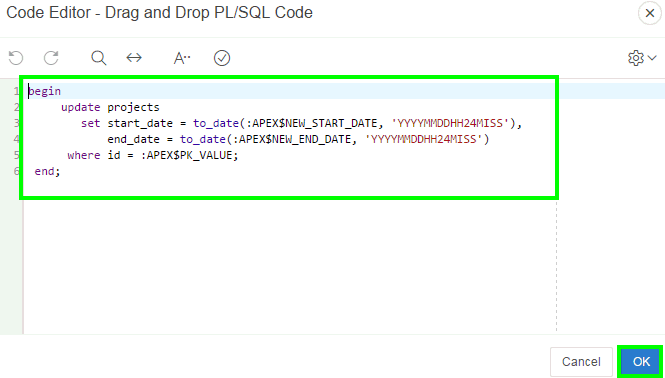 Code Editor - Drag and Drop PL/SQL Code
A··
1 begin
2 update projects
3 set start_date = to_date(:APEX$NEW_START_DATE, 'YYYYMMDDHH24MISS'),
4 end_date = to_date(:APEX$NEW_END_DATE, 'YYYYMMDDHH24MISS')
5 where id = :APEX$PK_VALUE;
6 end;
Cancel OK